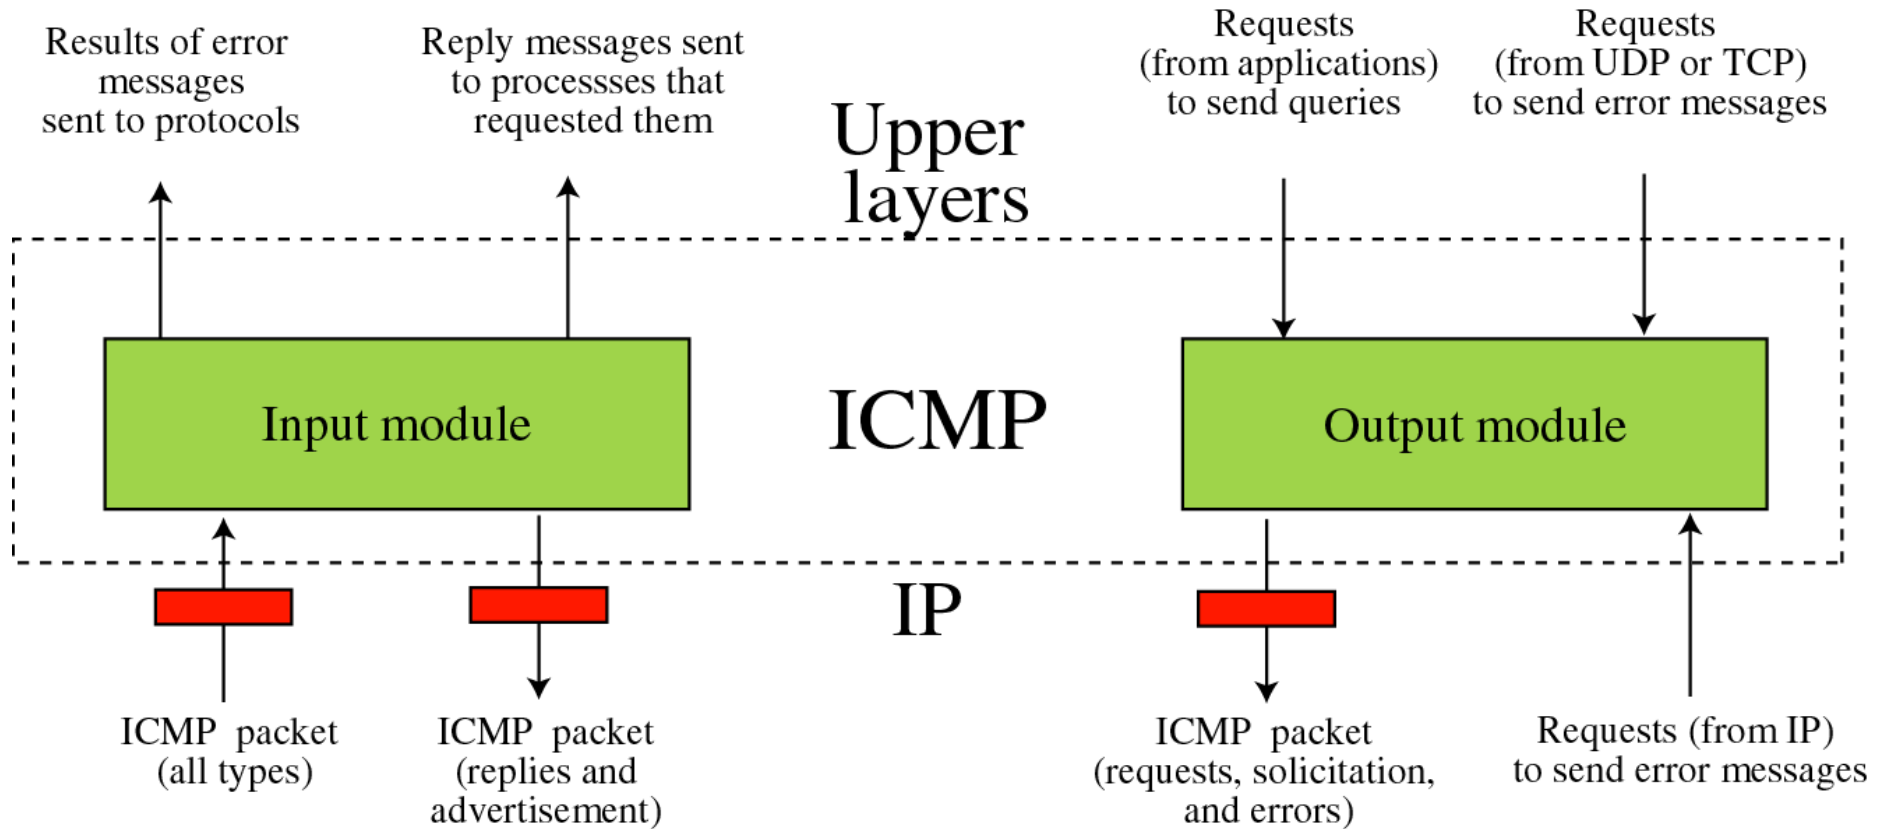 Results of error
messages
sent to protocols
Reply messages sent
to processses that
requested them
Upper
layers
Requests
(from applications)
to send queries
Requests
(from UDP or TCP)
to send error messages
Input module
ICMP
Output module
IP
ICMP packet
(all types)
ICMP packet
(replies and
advertisement)
ICMP packet
(requests, solicitation,
and errors)
Requests (from IP)
to send error messages